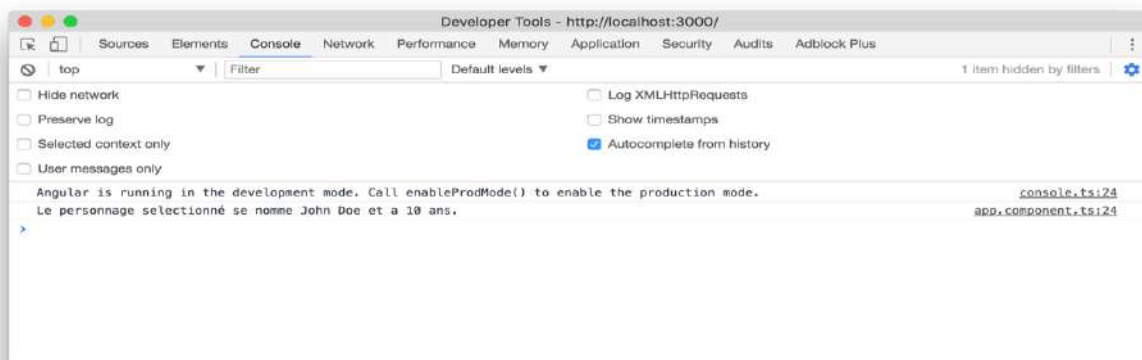 Developer Tools - http://localhost:3000/
Sources Elements Console Network Performance Memory Application Security Audits Adblock Plus
top Filter Default levels 1 item hidden by filters
Hide network Log XMLHttpRequests
Preserve log Show timestamps
Selected context only Autocomplete from history
User messages only
Angular is running in the development mode. Call enableProdMode() to enable the production mode. console.ts:24
Le personnage selectionné se nomme John Doe et a 10 ans. app.component.ts:24